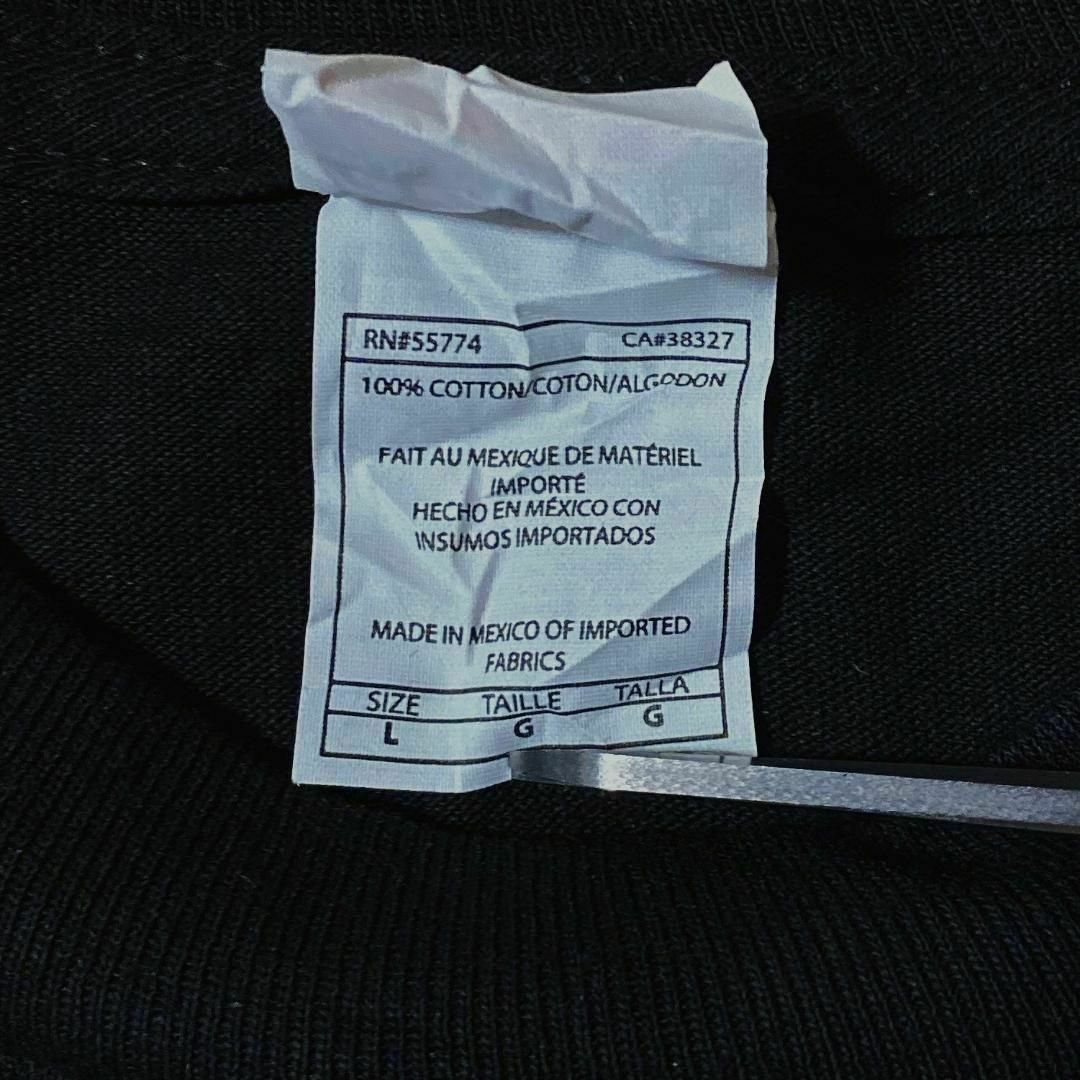 RN#55774 CA#38327
100% COTTON/COTON/ALGODON
FAIT AU MEXIQUE DE MATÉRIEL
IMPORTÉ
HECHO EN MÉXICO CON
INSUMOS IMPORTADOS
MADE IN MEXICO OF IMPORTED
FABRICS
SIZE TAILLE TALLA
L G G